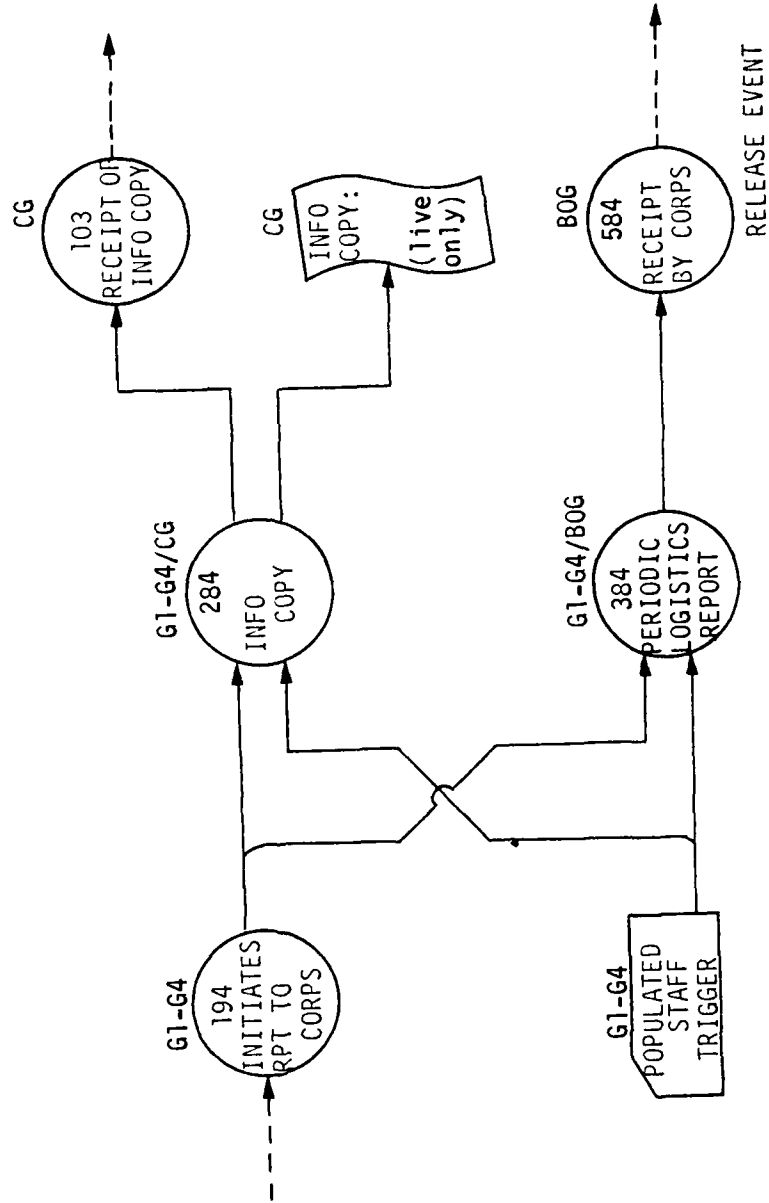 G1-G4
194
INITIATES
RPT TO
CORPS
G1-G4
POPULATED
STAFF
TRIGGER
G1-G4/CG
284
INFO
COPY
G1-G4/BOG
384
PERIODIC
LOGISTICS
REPORT
CG
103
RECEIPT OF
INFO COPY
CG
INFO
COPY:
(live
only)
BOG
584
RECEIPT
BY CORPS
RELEASE EVENT